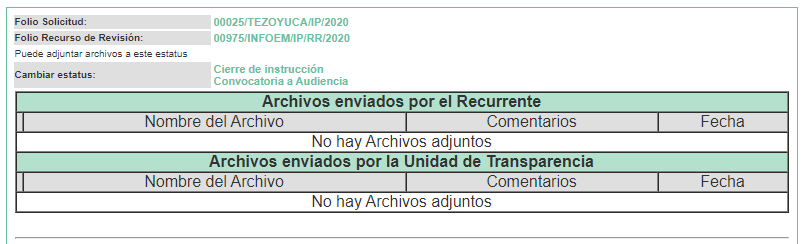 Folio Solicitud: 00025/TEZOYUCA/IP/2020
Folio Recurso de Revisión: 00975/INFOEM/IP/RR/2020
Puede adjuntar archivos a este estatus
Cambiar estatus: Cierre de instrucción
Convocatoria a Audiencia
Archivos enviados por el Recurrente
Nombre del Archivo Comentarios Fecha
No hay Archivos adjuntos
Archivos enviados por la Unidad de Transparencia
Nombre del Archivo Comentarios Fecha
No hay Archivos adjuntos